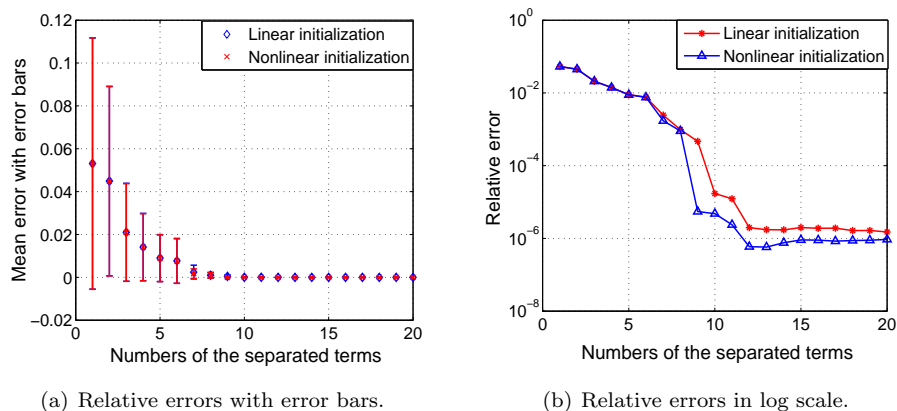 0.12
0.1
0.08
0.06
0.04
0.02
0
−0.02
0
5
10
15
20
Mean error with error bars
Numbers of the separated terms
Linear initialization
Nonlinear initialization
(a) Relative errors with error bars.
10^0
10^−2
10^−4
10^−6
10^−8
0
5
10
15
20
Relative error
Numbers of the separated terms
Linear initialization
Nonlinear initialization
(b) Relative errors in log scale.